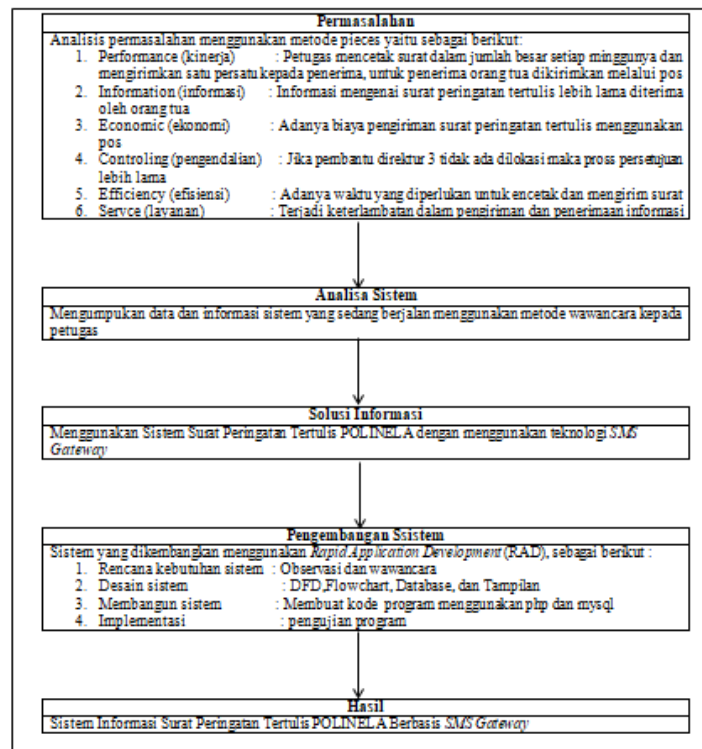 Permasalahan
Analisis permasalahan menggunakan metode pieces yaitu sebagai berikut:
1. Performance (kinerja) : Petugas mencetak surat dalam jumlah besar setiap minggunya dan
mengirimkan satu persatu kepada penerima, untuk penerima orang tua dikirimkan melalui pos
2. Information (informasi) : Informasi mengenai surat peringatan tertulis lebih lama diterima
oleh orang tua
3. Economic (ekonomi) : Adanya biaya pengiriman surat peringatan tertulis menggunakan
pos
4. Controling (pengendalian) : Jika pembantu direktur 3 tidak ada dilokasi maka pross persetujuan
lebih lama
5. Efficiency (efisiensi) : Adanya waktu yang diperlukan untuk encetak dan mengirim surat
6. Servce (layanan) : Terjadi keterlambatan dalam pengiriman dan penerimaan informasi
Analisa Sistem
Mengumpukan data dan informasi sistem yang sedang berjalan menggunakan metode wawancara kepada
petugas
Solusi Informasi
Menggunakan Sistem Surat Peringatan Tertulis POLINELA dengan menggunakan teknologi SMS
Gateway
Pengembangan Ssistem
Sistem yang dikembangkan menggunakan Rapid Application Development (RAD), sebagai berikut :
1. Rencana kebutuhan sistem : Observasi dan wawancara
2. Desain sistem : DFD,Flowchart, Database, dan Tampilan
3. Membangun sistem : Membuat kode program menggunakan php dan mysql
4. Implementasi : pengujian program
Hasil
Sistem Informasi Surat Peringatan Tertulis POLINELA Berbasis SMS Gateway